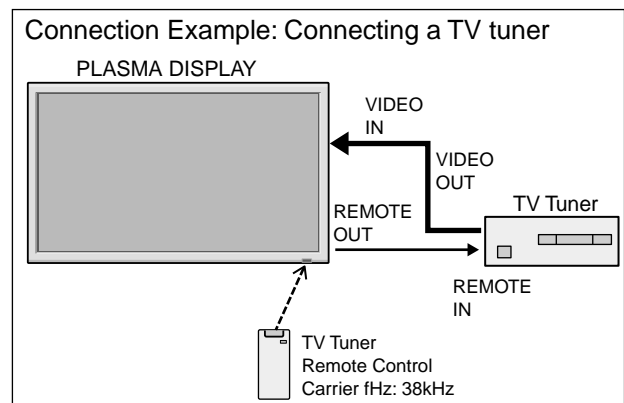 Connection Example: Connecting a TV tuner
PLASMA DISPLAY
VIDEO
IN
VIDEO
OUT
TV Tuner
REMOTE
OUT
REMOTE
IN
TV Tuner
Remote Control
Carrier fHz: 38kHz